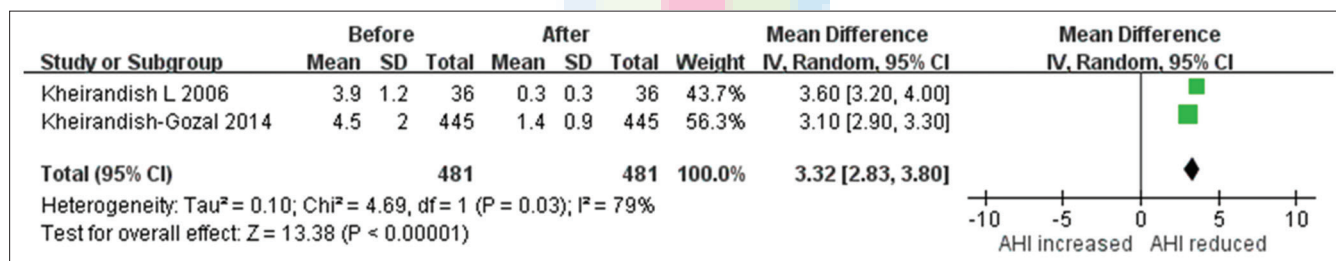 Before After Mean Difference Mean Difference
Study or Subgroup Mean SD Total Mean SD Total Weight IV, Random, 95% CI IV, Random, 95% CI
Kheirandish L 2006 3.9 1.2 36 0.3 0.3 36 43.7% 3.60 [3.20, 4.00]
Kheirandish-Gozal 2014 4.5 2 445 1.4 0.9 445 56.3% 3.10 [2.90, 3.30]
Total (95% CI) 481 481 100.0% 3.32 [2.83, 3.80]
Heterogeneity: Tau² = 0.10; Chi² = 4.69, df = 1 (P = 0.03); I² = 79%
Test for overall effect: Z = 13.38 (P < 0.00001)
-10 -5 0 5 10
AHI increased AHI reduced